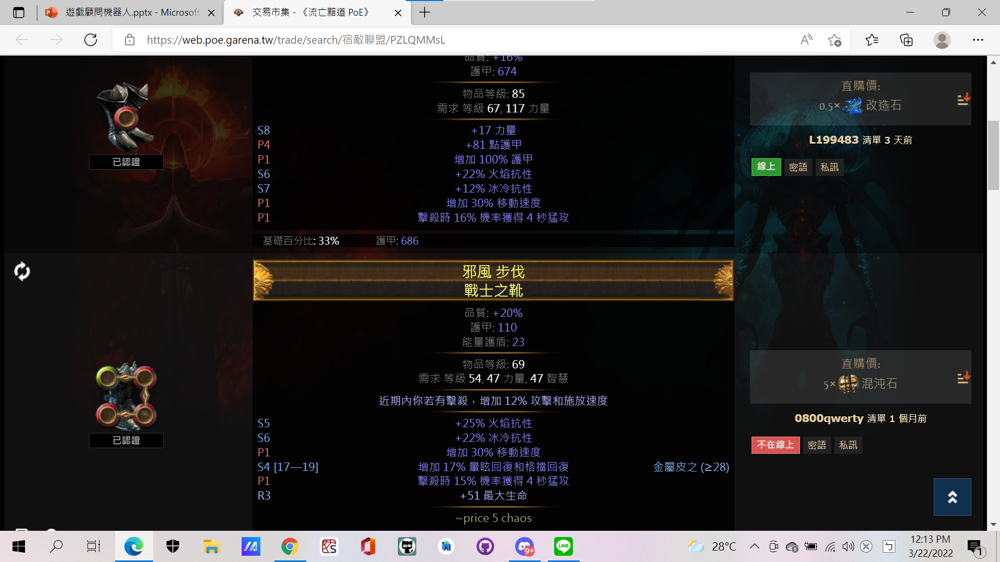 遊戲顧問機器人.pptx - Microsoft
交易市集 - 《流亡黯道 PoE》
https://web.poe.garena.tw/trade/search/宿敵聯盟/PZLQMMsL
品質: +16%
護甲: 674
物品等級: 85
需求 等級 67, 117 力量
S8 +17 力量
P4 +81 點護甲
P1 增加 100% 護甲
S6 +22% 火焰抗性
S7 +12% 冰冷抗性
P1 增加 30% 移動速度
P1 擊殺時 16% 機率獲得 4 秒猛攻
基礎百分比: 33% 護甲: 686
已認證
直購價:
0.5× 改造石
L199483 清單 3 天前
線上 密語 私訊
邪風 步伐
戰士之靴
品質: +20%
護甲: 110
能量護盾: 23
物品等級: 69
需求 等級 54, 47 力量, 47 智慧
近期內你若有擊殺，增加 12% 攻擊和施放速度
S5 +25% 火焰抗性
S6 +22% 冰冷抗性
P1 增加 30% 移動速度
S4 [17—19] 增加 17% 暈眩回復和格擋回復 金屬皮之 (≥28)
P1 擊殺時 15% 機率獲得 4 秒猛攻
R3 +51 最大生命
~price 5 chaos
已認證
直購價:
5× 混沌石
0800qwerty 清單 1 個月前
不在線上 密語 私訊
9+
LINE
28°C
ㄅ
12:13 PM
3/22/2022
1